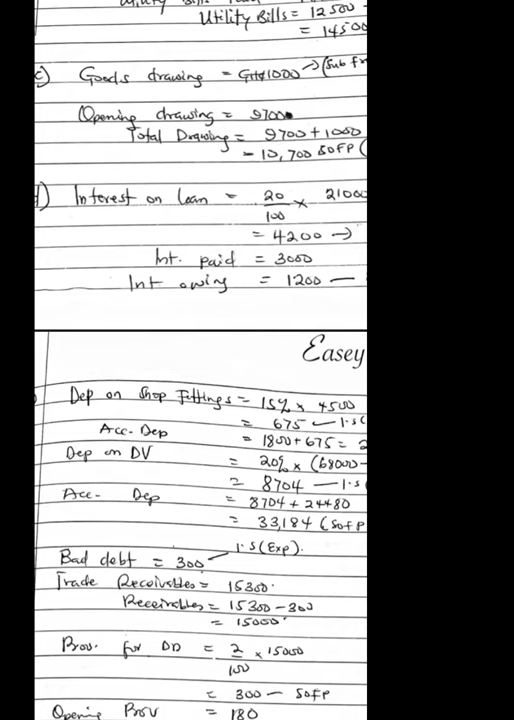 Utility Bills = 12500
= 14500
c) Goods drawing = GH¢1000 → (Sub
Opening drawing = 9700
Total Drawing = 9700 + 1000
= 10,700 SOFP (
d) Interest on loan = 20/100 × 21000
= 4200 →
Int. paid = 3000
Int owing = 1200 —
Easey
Dep on Shop Fittings = 15% × 4500
= 675 — I.S(
Acc. Dep = 1800 + 675 = 2
Dep on DV = 20% × (68000 -
= 8704 — I.S
Acc. Dep = 8704 + 24480
= 33,184 (SofP
Bad debt = 300 — I.S (Exp).
Trade Receivables = 15300.
Receivables = 15300 - 300
= 15000
Prov. for DD = 2/100 × 15000
= 300 — SofP
Opening Prov = 180